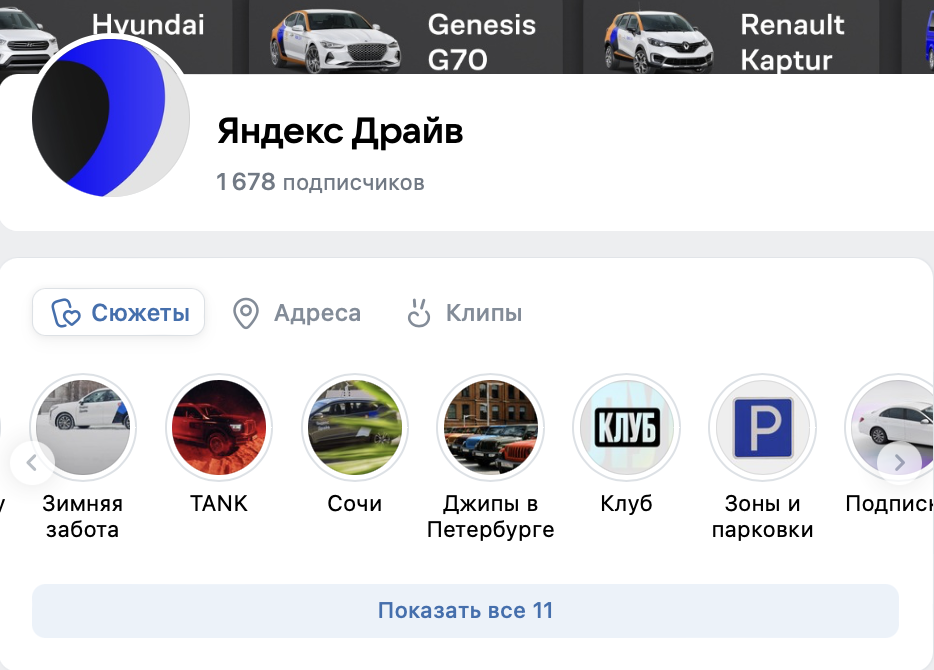 Hyundai
Genesis
G70
Renault
Kaptur
Яндекс Драйв
1 678 подписчиков
Сюжеты
Адреса
Клипы
КЛУБ
P
Зимняя
забота
TANK
Сочи
Джипы в
Петербурге
Клуб
Зоны и
парковки
Подписк
Показать все 11